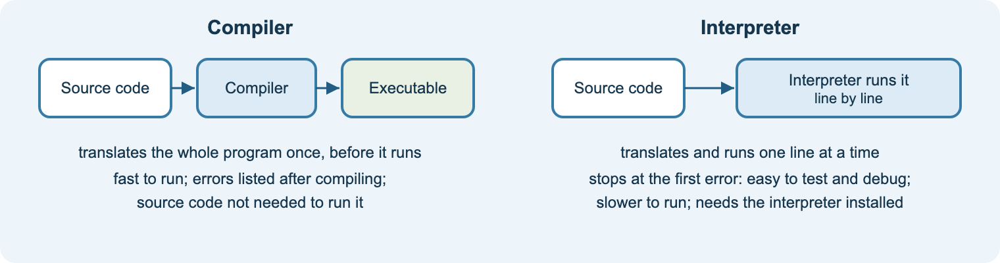 Compiler
Source code
Compiler
Executable
translates the whole program once, before it runs
fast to run; errors listed after compiling;
source code not needed to run it
Interpreter
Source code
Interpreter runs it
line by line
translates and runs one line at a time
stops at the first error: easy to test and debug;
slower to run; needs the interpreter installed